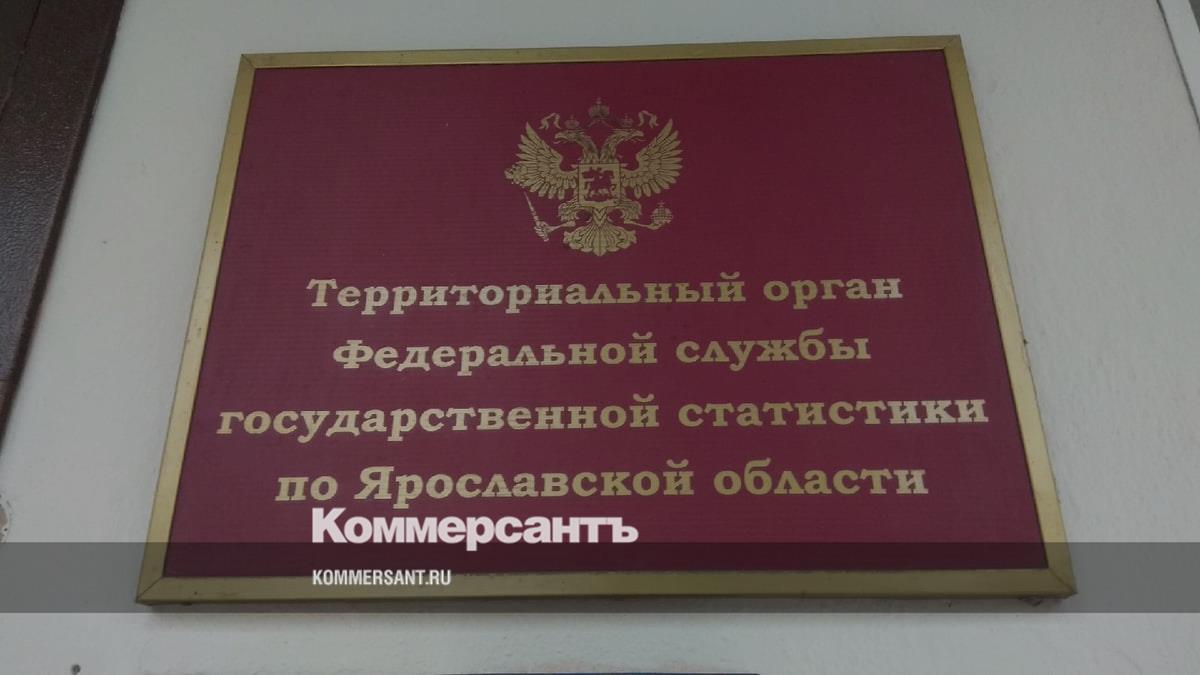 Территориальный орган
Федеральной службы
государственной статистики
по Ярославской области
Коммерсантъ
KOMMERSANT.RU